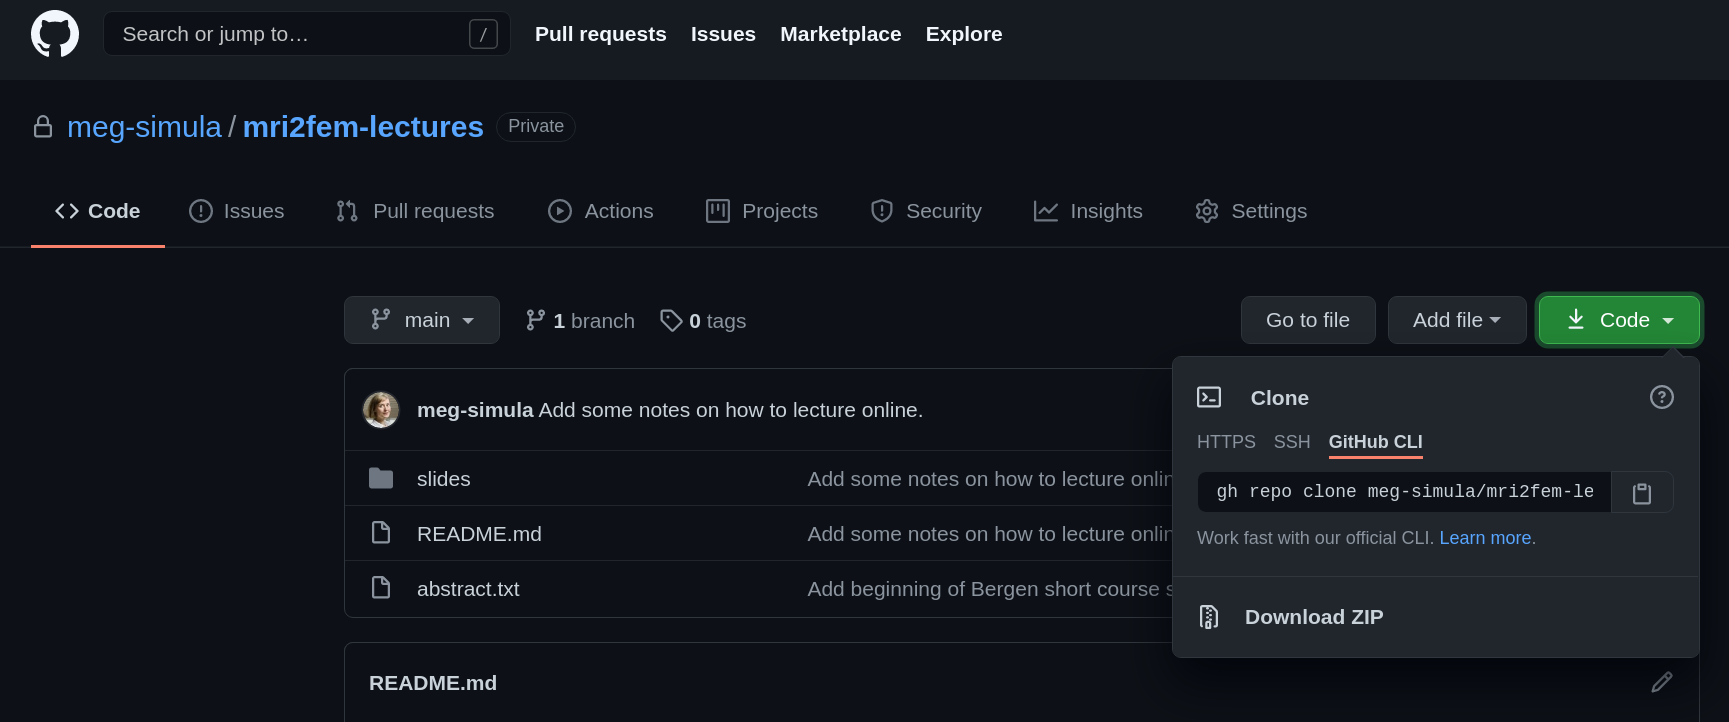 Search or jump to… /
Pull requests Issues Marketplace Explore
meg-simula / mri2fem-lectures Private
Code Issues Pull requests Actions Projects Security Insights Settings
main 1 branch 0 tags Go to file Add file Code
meg-simula Add some notes on how to lecture online.
slides Add some notes on how to lecture onlin
README.md Add some notes on how to lecture onlin
abstract.txt Add beginning of Bergen short course s
Clone
HTTPS SSH GitHub CLI
gh repo clone meg-simula/mri2fem-le
Work fast with our official CLI. Learn more.
Download ZIP
README.md